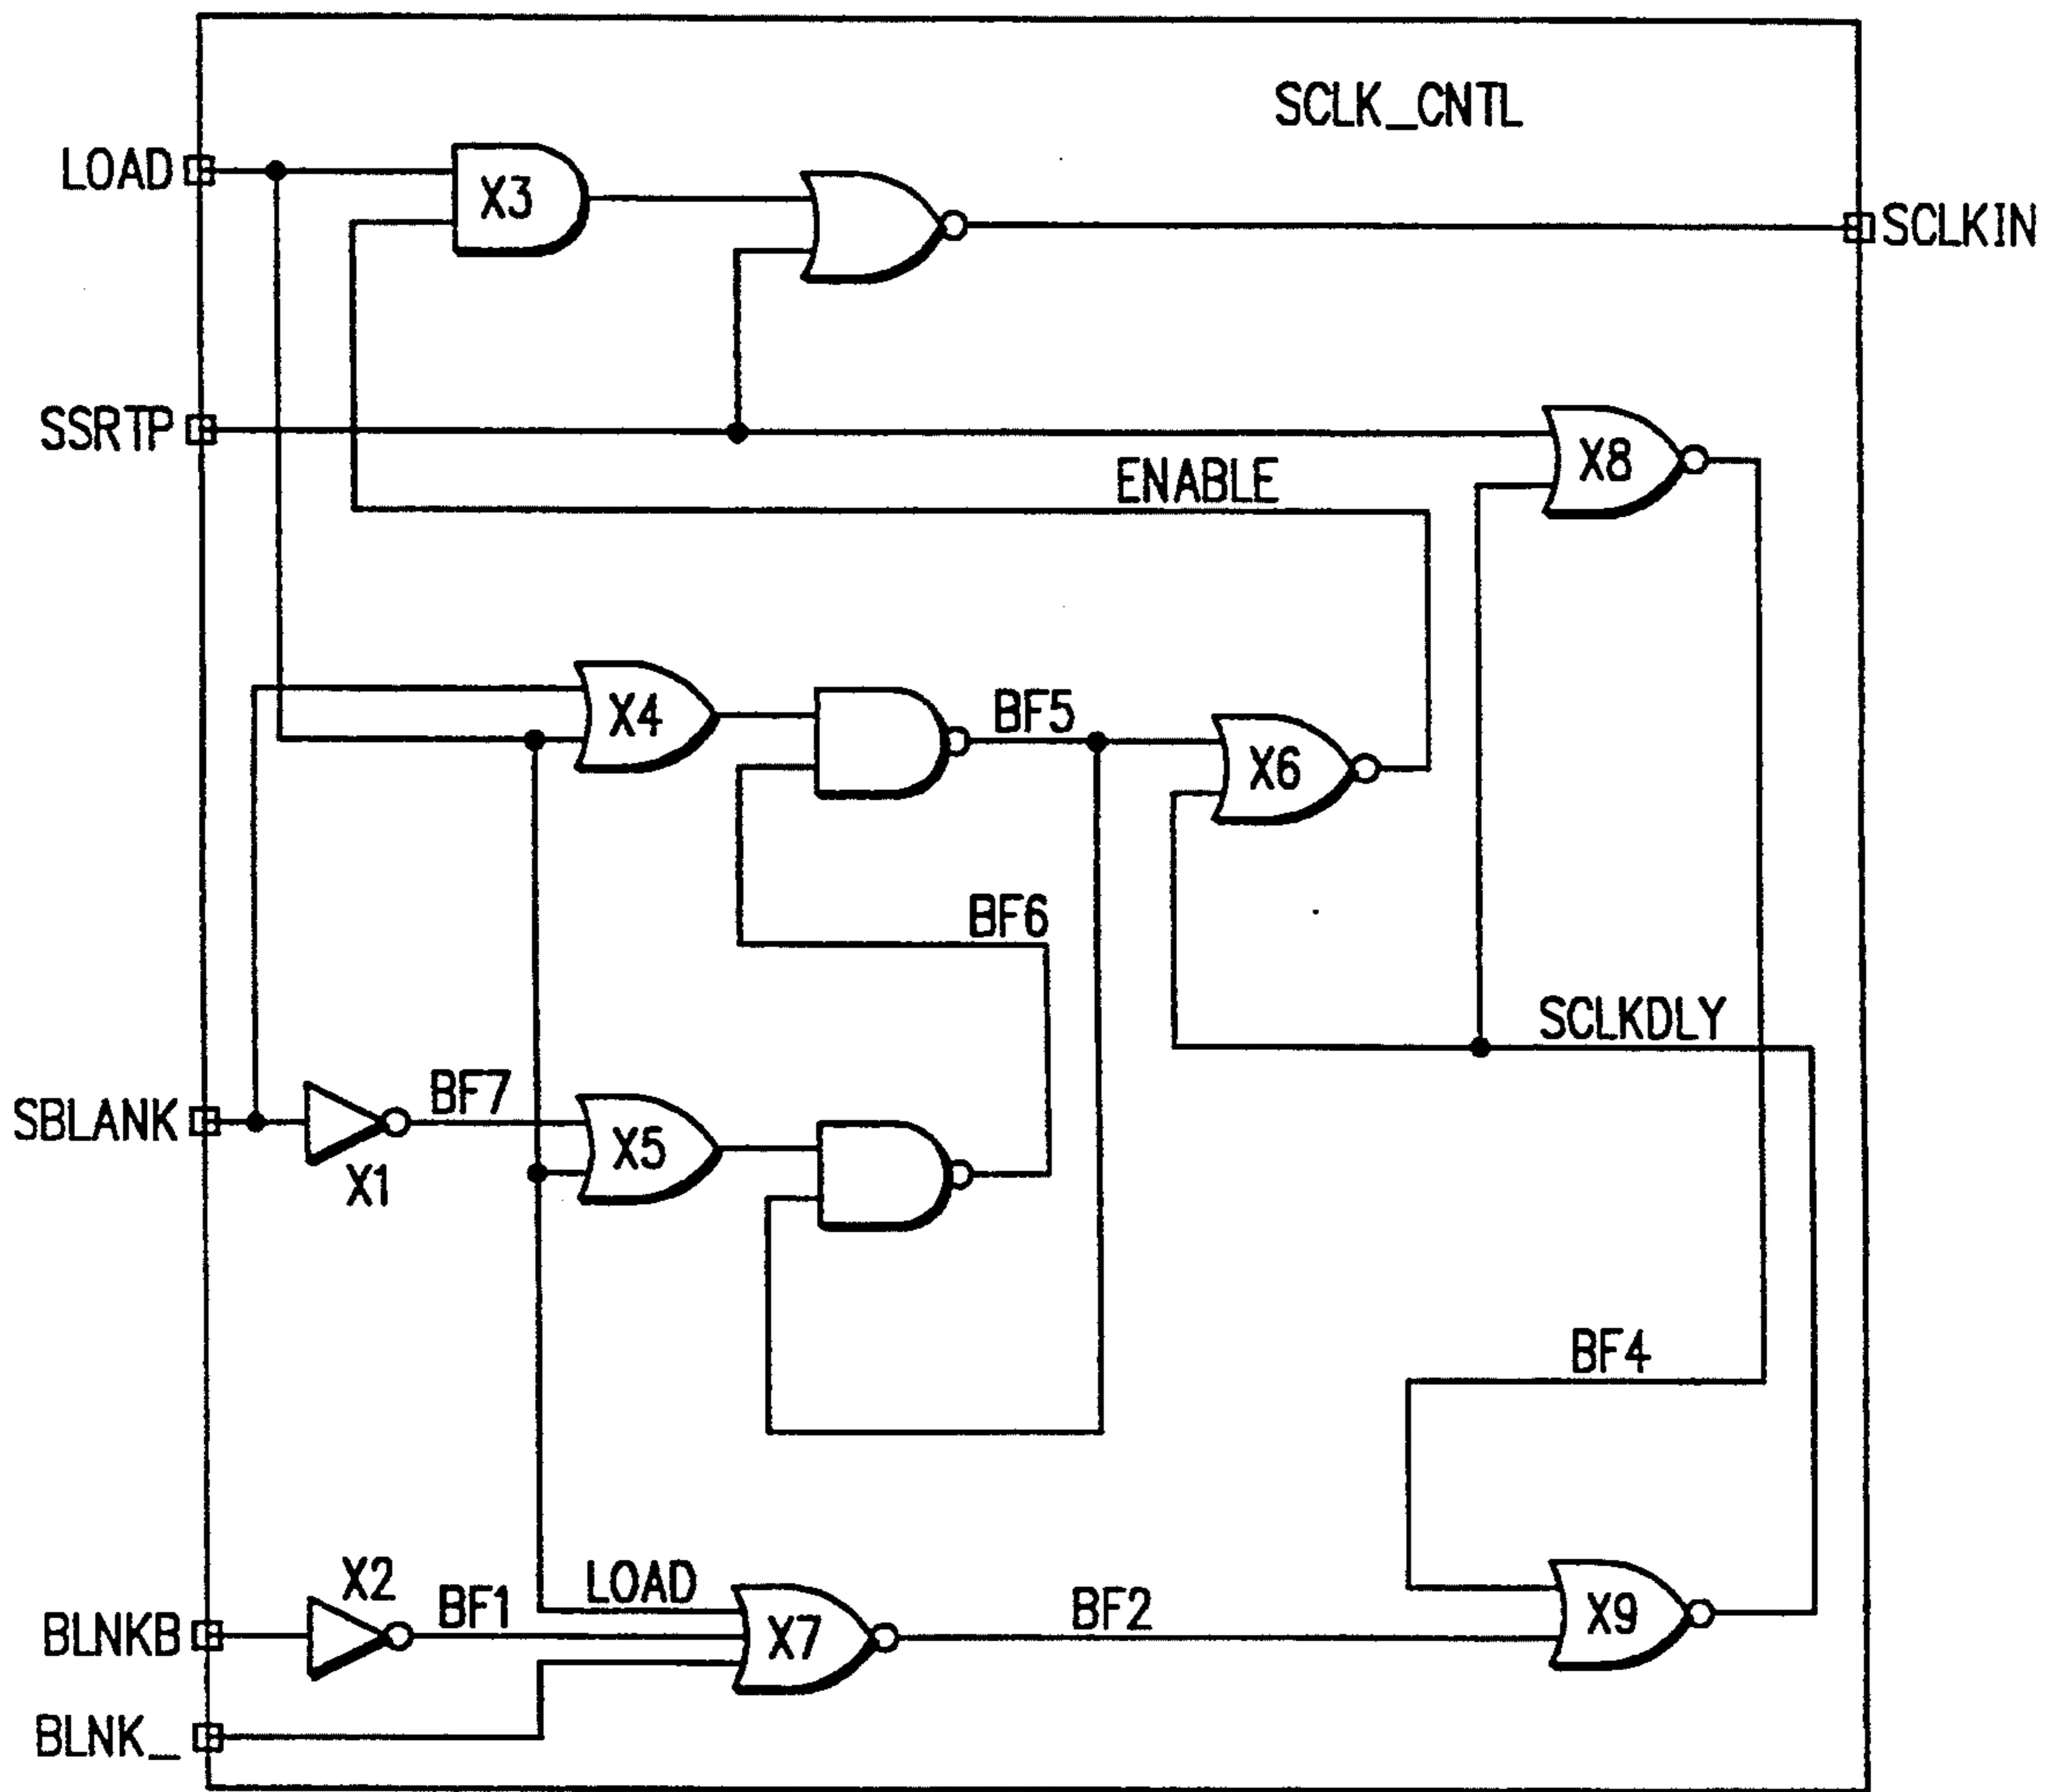 SCLK_CNTL
LOAD
X3
SCLKIN
SSRTP
X8
ENABLE
X4
BF5
X6
BF6
SCLKDLY
SBLANK
BF7
X5
X1
BF4
X2
LOAD
BLNKB
BF1
X7
BF2
X9
BLNK_